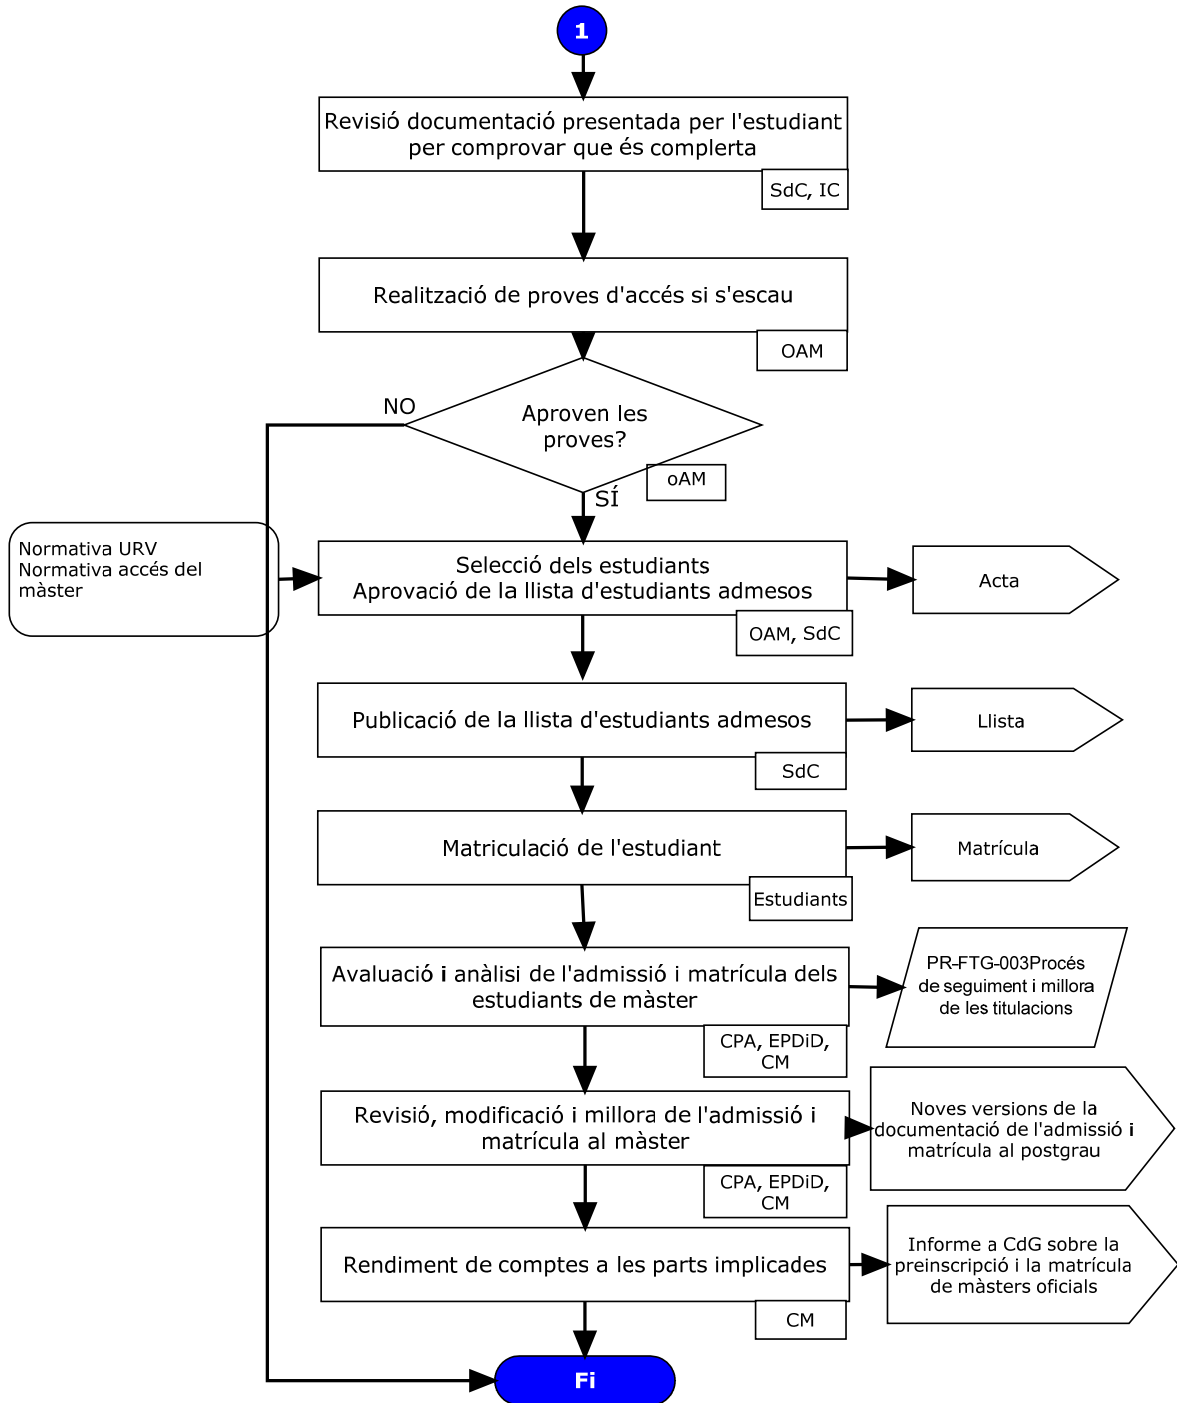 1
Revisió documentació presentada per l'estudiant
per comprovar que és complerta
SdC, IC
Realització de proves d'accés si s'escau
OAM
NO
Aproven les
proves?
oAM
SÍ
Normativa URV
Normativa accés del
màster
Selecció dels estudiants
Aprovació de la llista d'estudiants admesos
OAM, SdC
Acta
Publicació de la llista d'estudiants admesos
SdC
Llista
Matriculació de l'estudiant
Estudiants
Matrícula
Avaluació i anàlisi de l'admissió i matrícula dels
estudiants de màster
CPA, EPDiD,
CM
PR-FTG-003Procés
de seguiment i millora
de les titulacions
Revisió, modificació i millora de l'admissió i
matrícula al màster
CPA, EPDiD,
CM
Noves versions de la
documentació de l'admissió i
matrícula al postgrau
Rendiment de comptes a les parts implicades
CM
Informe a CdG sobre la
preinscripció i la matrícula
de màsters oficials
Fi